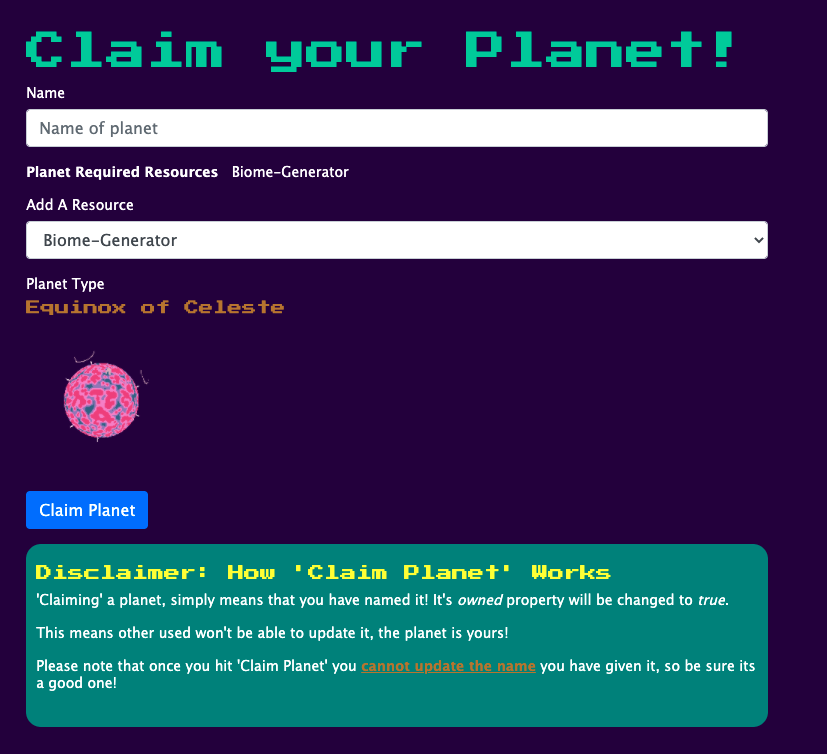 Claim your Planet!
Name
Name of planet
Planet Required Resources Biome-Generator
Add A Resource
Biome-Generator
Planet Type
Equinox of Celeste
Claim Planet
Disclaimer: How 'Claim Planet' Works
'Claiming' a planet, simply means that you have named it! It's owned property will be changed to true.
This means other used won't be able to update it, the planet is yours!
Please note that once you hit 'Claim Planet' you cannot update the name you have given it, so be sure its
a good one!